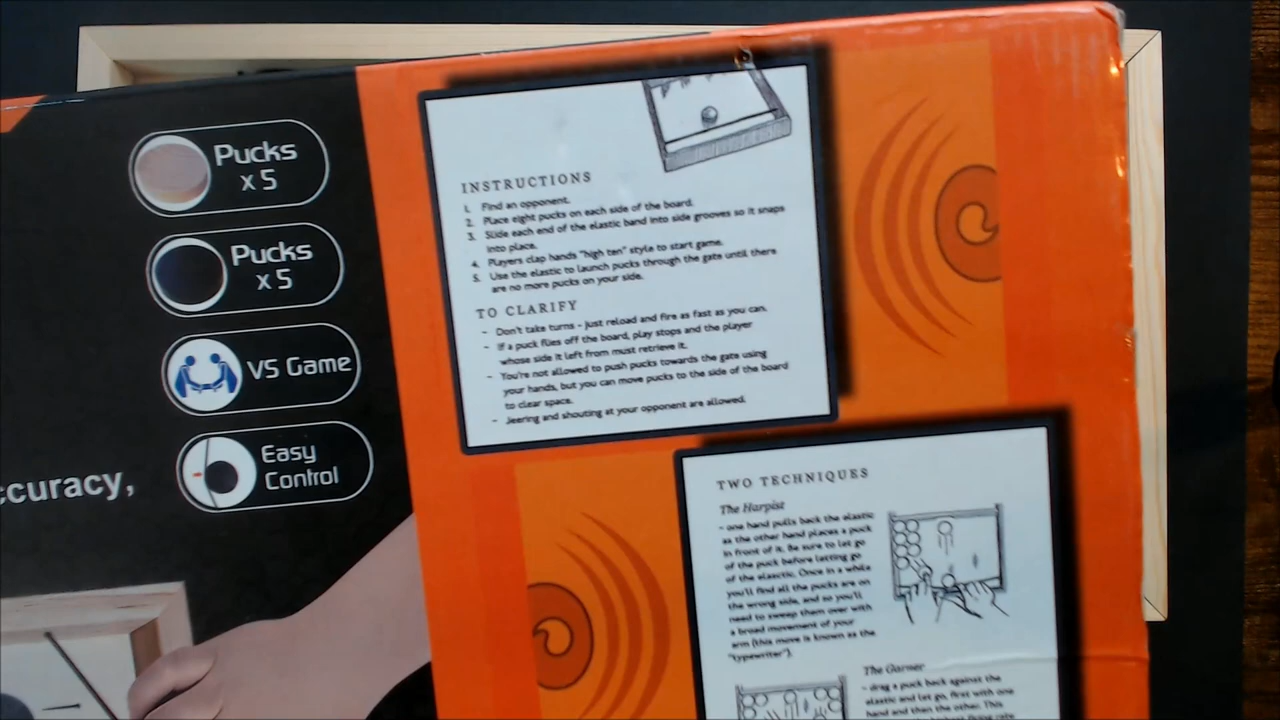 Pucks
x 5
Pucks
x 5
VS Game
Easy
Control
ccuracy,
INSTRUCTIONS
1. Find an opponent.
2. Place eight pucks on each side of the board.
3. Slide each end of the elastic band into side grooves so it snaps
into place.
4. Players clap hands "high ten" style to start game.
5. Use the elastic to launch pucks through the gate until there
are no more pucks on your side.
TO CLARIFY
- Don't take turns - just reload and fire as fast as you can.
- If a puck flies off the board, play stops and the player
whose side it left from must retrieve it.
- You're not allowed to push pucks towards the gate using
your hands, but you can move pucks to the side of the board
to clear space.
- Jeering and shouting at your opponent are allowed.
TWO TECHNIQUES
The Harpist
- one hand pulls back the elastic
as the other hand places a puck
in front of it. Be sure to let go
of the puck before letting go
of the elasctic. Once in a while
you'll find all the pucks are on
the wrong side, and so you'll
need to sweep them over with
a broad movement of your
arm (this move is known as the
"typewriter").
The Garner
- drag a puck back against the
elastic and let go, first with one
hand and then the other. This